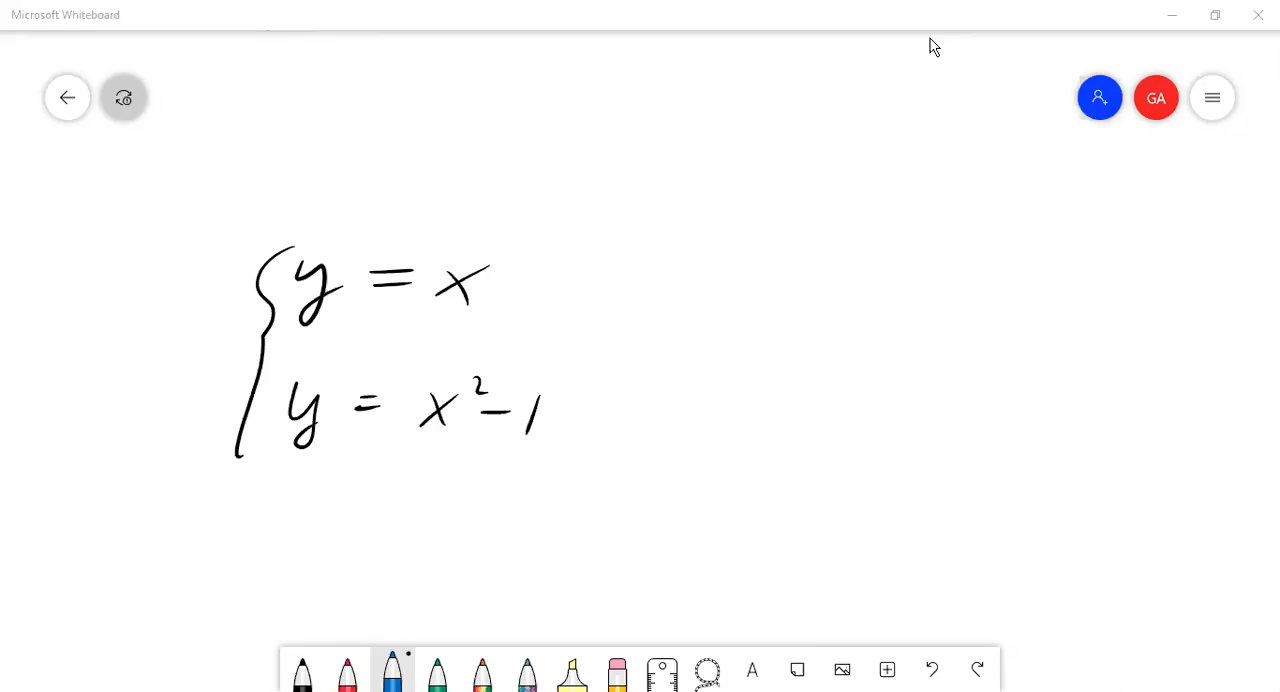 Microsoft Whiteboard
GA
y = x
y = x² - 1
A